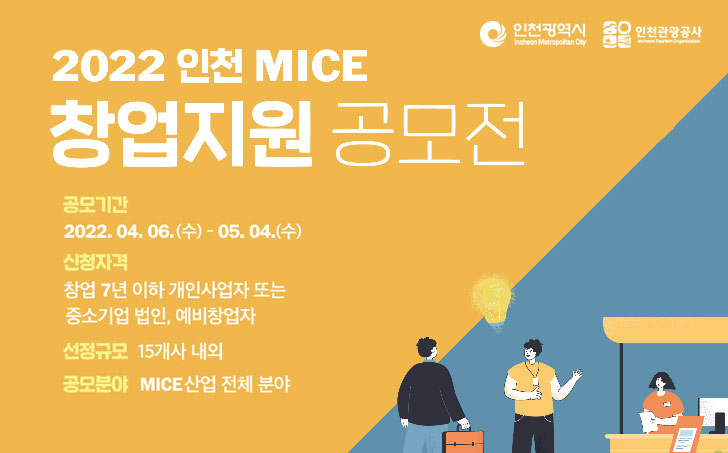 인천광역시
Incheon Metropolitan City
인천관광공사
Incheon Tourism Organization
2022 인천 MICE
창업지원 공모전
공모기간
2022. 04. 06.(수) - 05. 04.(수)
신청자격
창업 7년 이하 개인사업자 또는
중소기업 법인, 예비창업자
선정규모 15개사 내외
공모분야 MICE산업 전체 분야